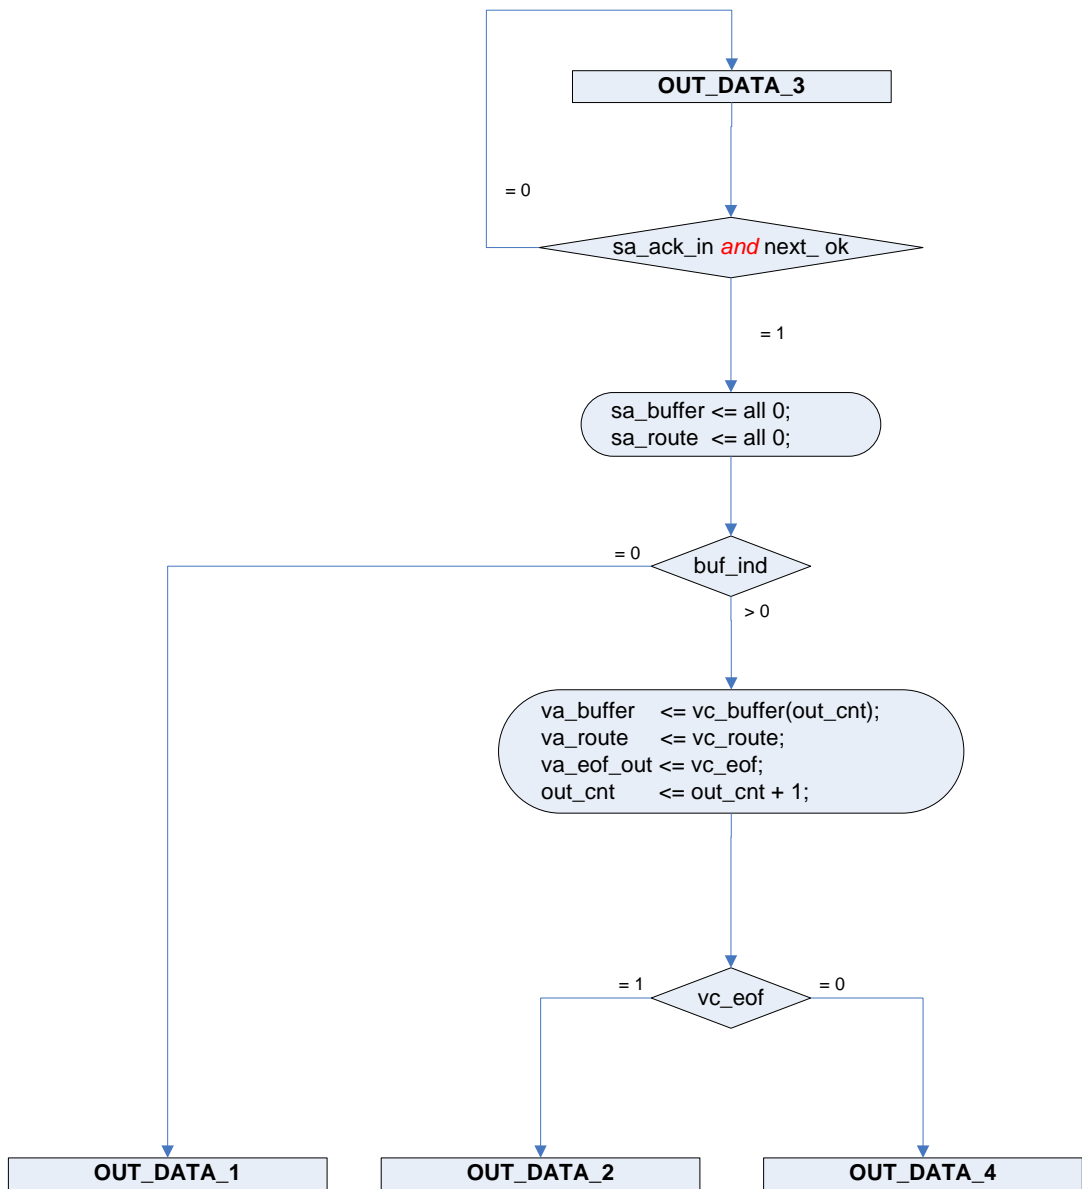 OUT_DATA_3
= 0
sa_ack_in and next_ ok
= 1
sa_buffer <= all 0;
sa_route <= all 0;
= 0
buf_ind
> 0
va_buffer <= vc_buffer(out_cnt);
va_route <= vc_route;
va_eof_out <= vc_eof;
out_cnt <= out_cnt + 1;
= 1
vc_eof
= 0
OUT_DATA_1
OUT_DATA_2
OUT_DATA_4